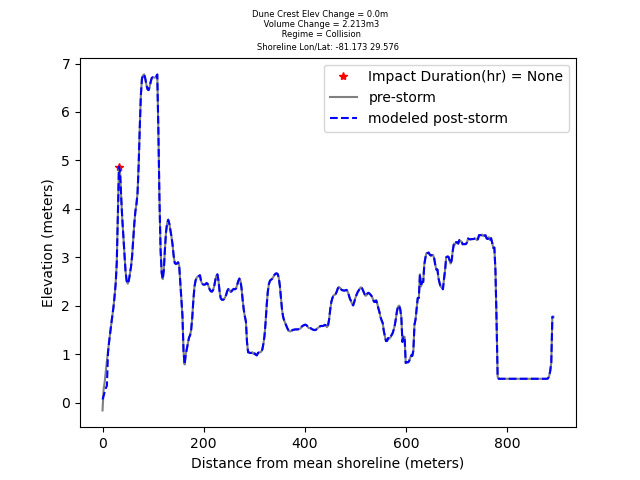 Dune Crest Elev Change = 0.0m
Volume Change = 2.213m3
Regime = Collision
Shoreline Lon/Lat: -81.173 29.576
Impact Duration(hr) = None
pre-storm
modeled post-storm
7
6
5
4
3
2
1
0
Elevation (meters)
0 200 400 600 800
Distance from mean shoreline (meters)